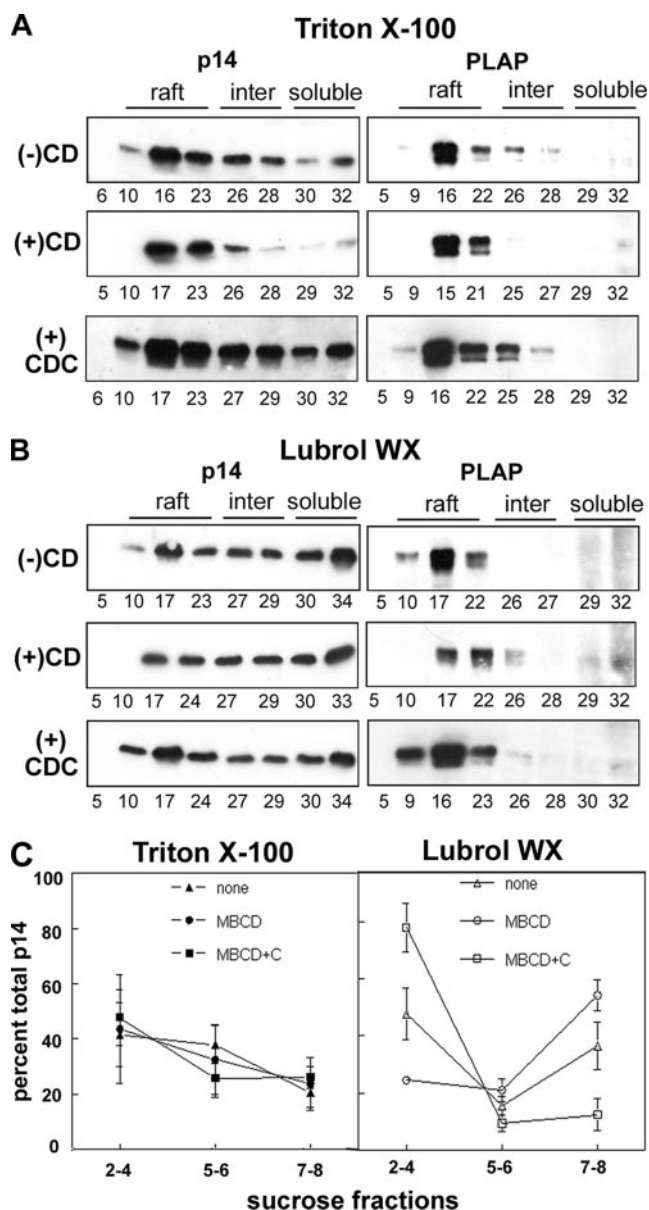 A
Triton X-100
p14 PLAP
raft inter soluble raft inter soluble
(-)CD
6 10 16 23 26 28 30 32 5 9 16 22 26 28 29 32
(+)CD
5 10 17 23 26 28 29 32 5 9 15 21 25 27 29 32
(+)
CDC
6 10 17 23 27 29 30 32 5 9 16 22 25 28 29 32
B
Lubrol WX
p14 PLAP
raft inter soluble raft inter soluble
(-)CD
5 10 17 23 27 29 30 34 5 10 17 22 26 27 29 32
(+)CD
5 10 17 24 27 29 30 33 5 10 17 22 26 28 29 32
(+)
CDC
5 10 17 24 27 29 30 34 5 9 16 23 26 28 30 32
C
Triton X-100 Lubrol WX
percent total p14
100
80
60
40
20
0
none
MBCD
MBCD+C
none
MBCD
MBCD+C
2-4 5-6 7-8 2-4 5-6 7-8
sucrose fractions